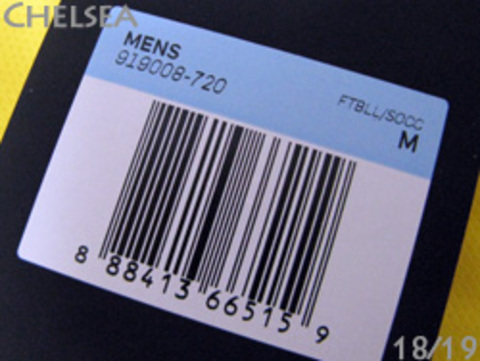 CHELSEA
MENS
919008-720
FTBLL/SOCC
M
8 88413 66515 9
18/19